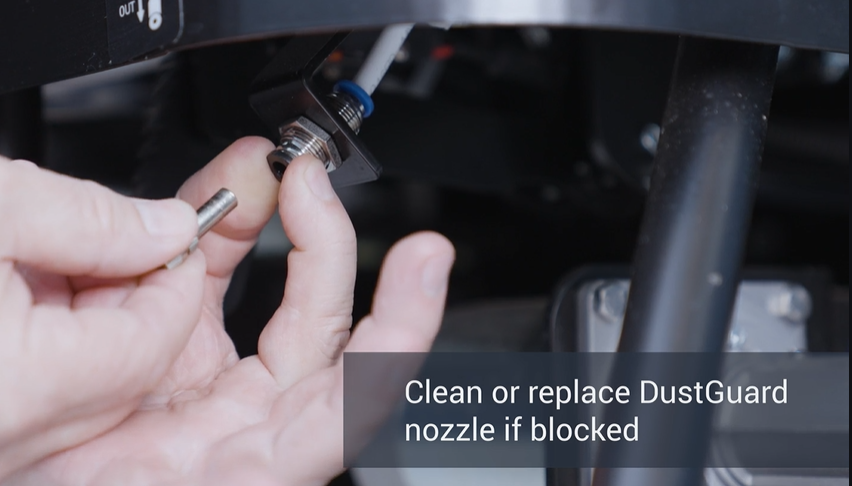 OUT
Clean or replace DustGuard
nozzle if blocked